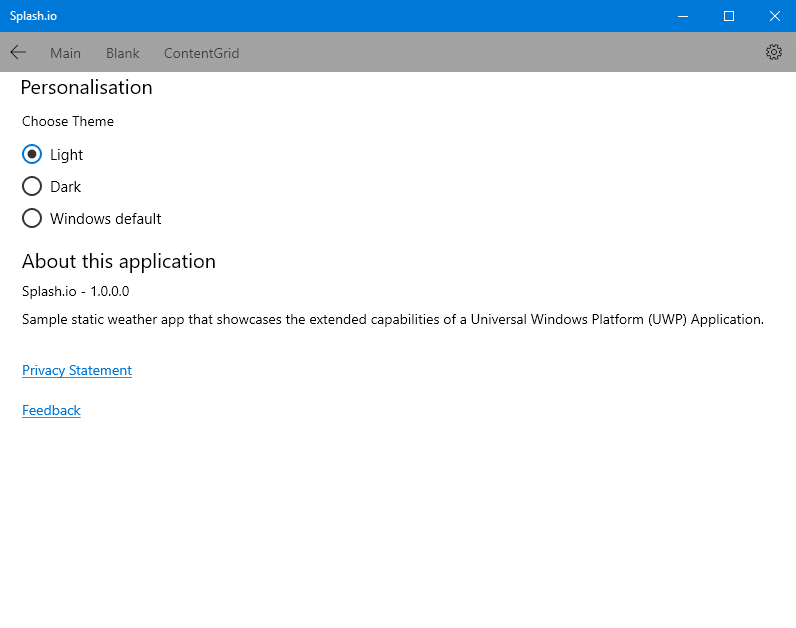 Splash.io
Main Blank ContentGrid
Personalisation
Choose Theme
Light
Dark
Windows default
About this application
Splash.io - 1.0.0.0
Sample static weather app that showcases the extended capabilities of a Universal Windows Platform (UWP) Application.
Privacy Statement
Feedback